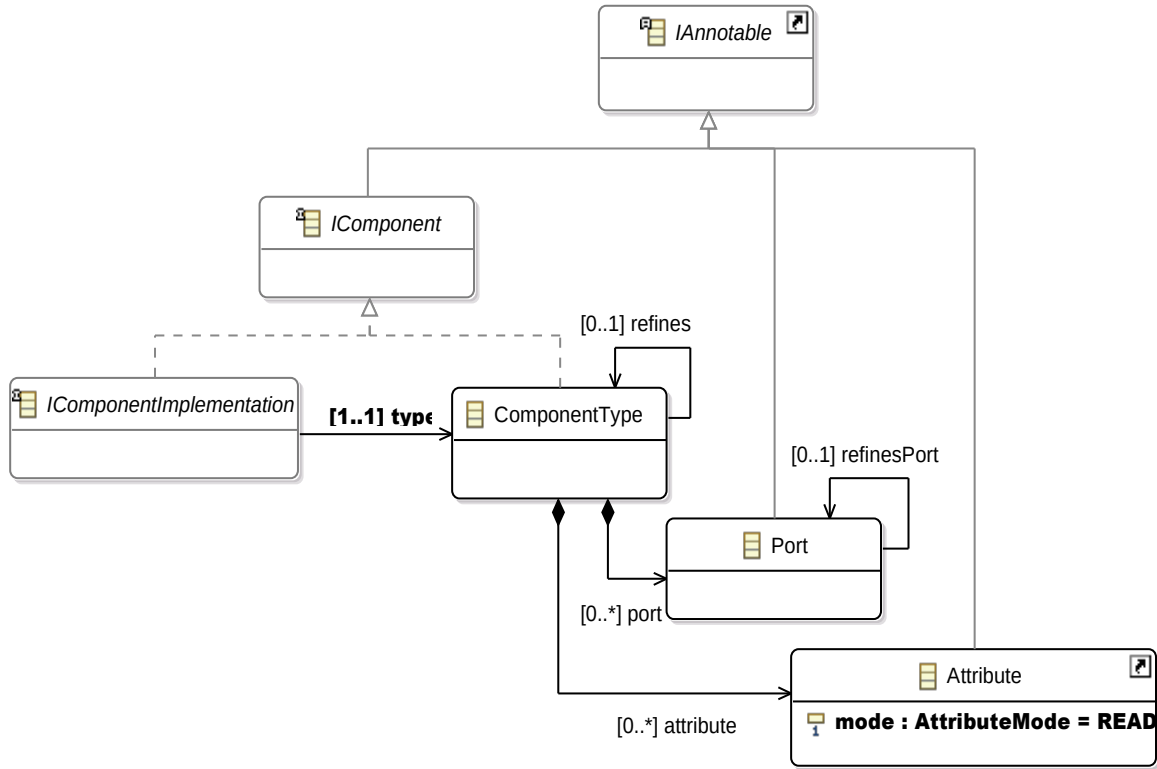 IAnnotable
IComponent
[0..1] refines
IComponentImplementation
[1..1] type
ComponentType
[0..1] refinesPort
Port
[0..*] port
Attribute
1 mode : AttributeMode = READ
[0..*] attribute